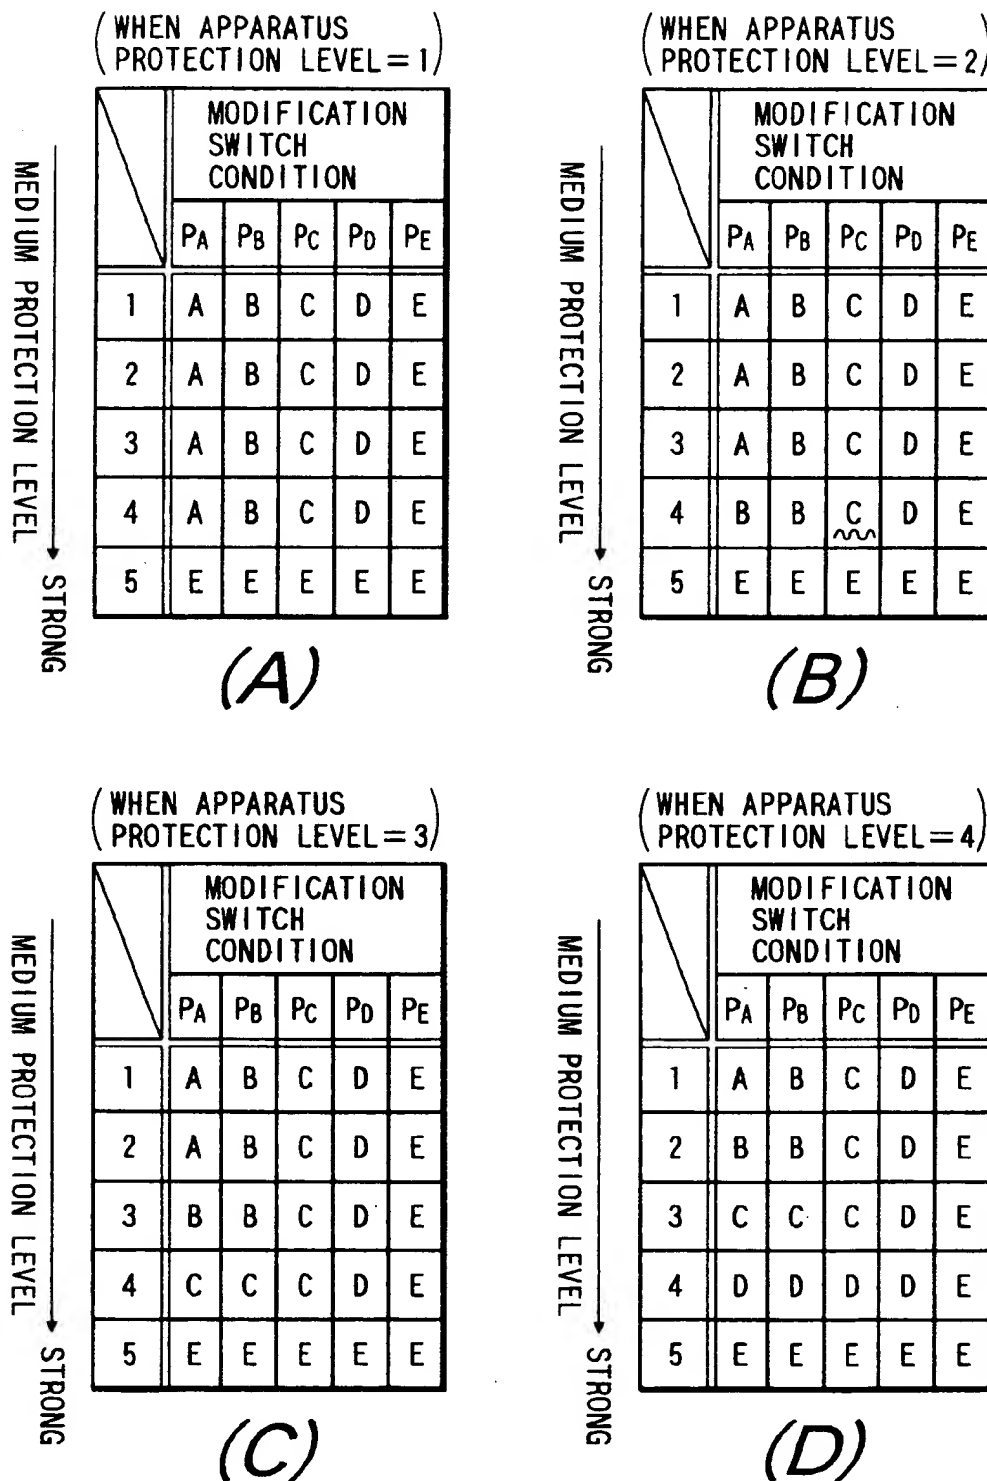 (WHEN APPARATUS
PROTECTION LEVEL=1)
MODIFICATION
SWITCH
CONDITION
PA PB PC PD PE
1 A B C D E
2 A B C D E
3 A B C D E
4 A B C D E
5 E E E E E
MEDIUM PROTECTION LEVEL
STRONG
(A)
(WHEN APPARATUS
PROTECTION LEVEL=2)
MODIFICATION
SWITCH
CONDITION
PA PB PC PD PE
1 A B C D E
2 A B C D E
3 A B C D E
4 B B C D E
5 E E E E E
MEDIUM PROTECTION LEVEL
STRONG
(B)
(WHEN APPARATUS
PROTECTION LEVEL=3)
MODIFICATION
SWITCH
CONDITION
PA PB PC PD PE
1 A B C D E
2 A B C D E
3 B B C D E
4 C C C D E
5 E E E E E
MEDIUM PROTECTION LEVEL
STRONG
(C)
(WHEN APPARATUS
PROTECTION LEVEL=4)
MODIFICATION
SWITCH
CONDITION
PA PB PC PD PE
1 A B C D E
2 B B C D E
3 C C C D E
4 D D D D E
5 E E E E E
MEDIUM PROTECTION LEVEL
STRONG
(D)